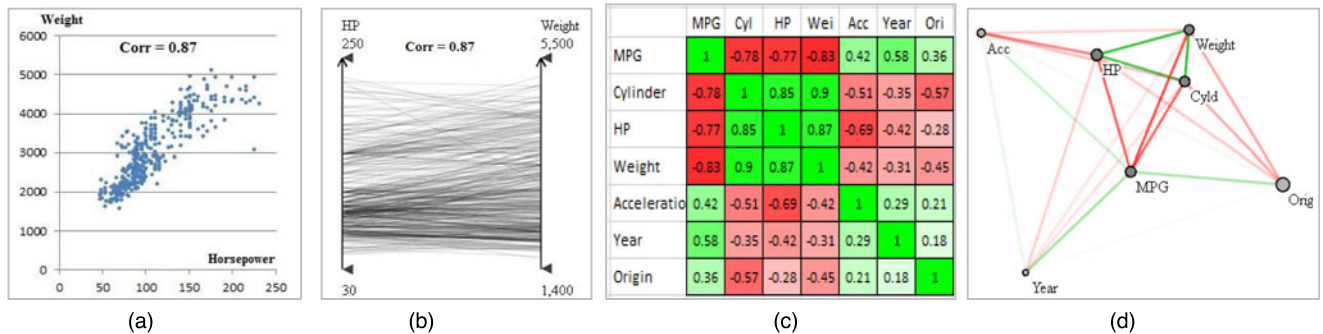 Weight
Corr = 0.87
6000
5000
4000
3000
2000
1000
0
Horsepower
0 50 100 150 200 250
(a)
HP Weight
250 Corr = 0.87 5,500
30 1,400
(b)
MPG Cyl HP Wei Acc Year Ori
MPG 1 -0.78 -0.77 -0.83 0.42 0.58 0.36
Cylinder -0.78 1 0.85 0.9 -0.51 -0.35 -0.57
HP -0.77 0.85 1 0.87 -0.69 -0.42 -0.28
Weight -0.83 0.9 0.87 1 -0.42 -0.31 -0.45
Acceleratio 0.42 -0.51 -0.69 -0.42 1 0.29 0.21
Year 0.58 -0.35 -0.42 -0.31 0.29 1 0.18
Origin 0.36 -0.57 -0.28 -0.45 0.21 0.18 1
(c)
Acc
Weight
HP
Cyld
MPG
Orig
Year
(d)